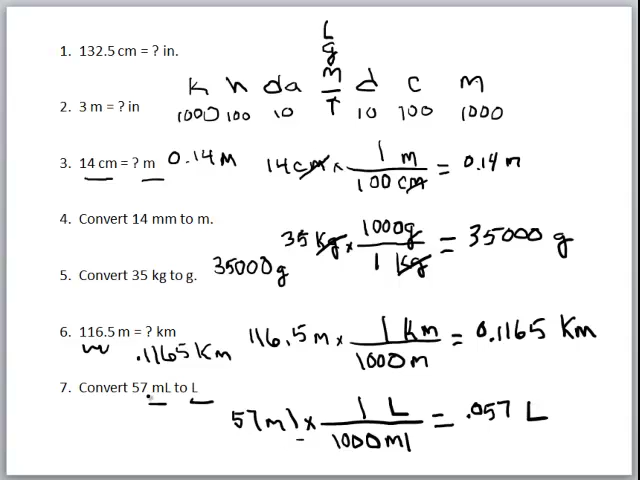 L
g
1. 132.5 cm = ? in.
k h da m d c m
2. 3 m = ? in
1000 100 10 1 10 100 1000
3. 14 cm = ? m 0.14 m 14 cm × 1 m / 100 cm = 0.14 m
4. Convert 14 mm to m.
35 kg × 1000g / 1 kg = 35000 g
5. Convert 35 kg to g. 35000 g
6. 116.5 m = ? km .1165 Km 116.5 m × 1 km / 1000 m = 0.1165 Km
7. Convert 57 mL to L
57 ml × 1 L / 1000 ml = .057 L